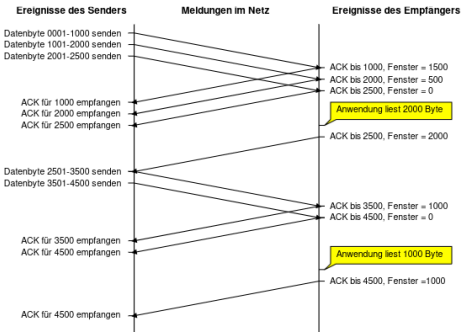 Ereignisse des Senders
Meldungen im Netz
Ereignisse des Empfängers
Datenbyte 0001-1000 senden
Datenbyte 1001-2000 senden
Datenbyte 2001-2500 senden
ACK bis 1000, Fenster = 1500
ACK bis 2000, Fenster = 500
ACK bis 2500, Fenster = 0
ACK für 1000 empfangen
ACK für 2000 empfangen
ACK für 2500 empfangen
Anwendung liest 2000 Byte
ACK bis 2500, Fenster = 2000
Datenbyte 2501-3500 senden
Datenbyte 3501-4500 senden
ACK bis 3500, Fenster = 1000
ACK bis 4500, Fenster = 0
ACK für 3500 empfangen
ACK für 4500 empfangen
Anwendung liest 1000 Byte
ACK bis 4500, Fenster =1000
ACK für 4500 empfangen